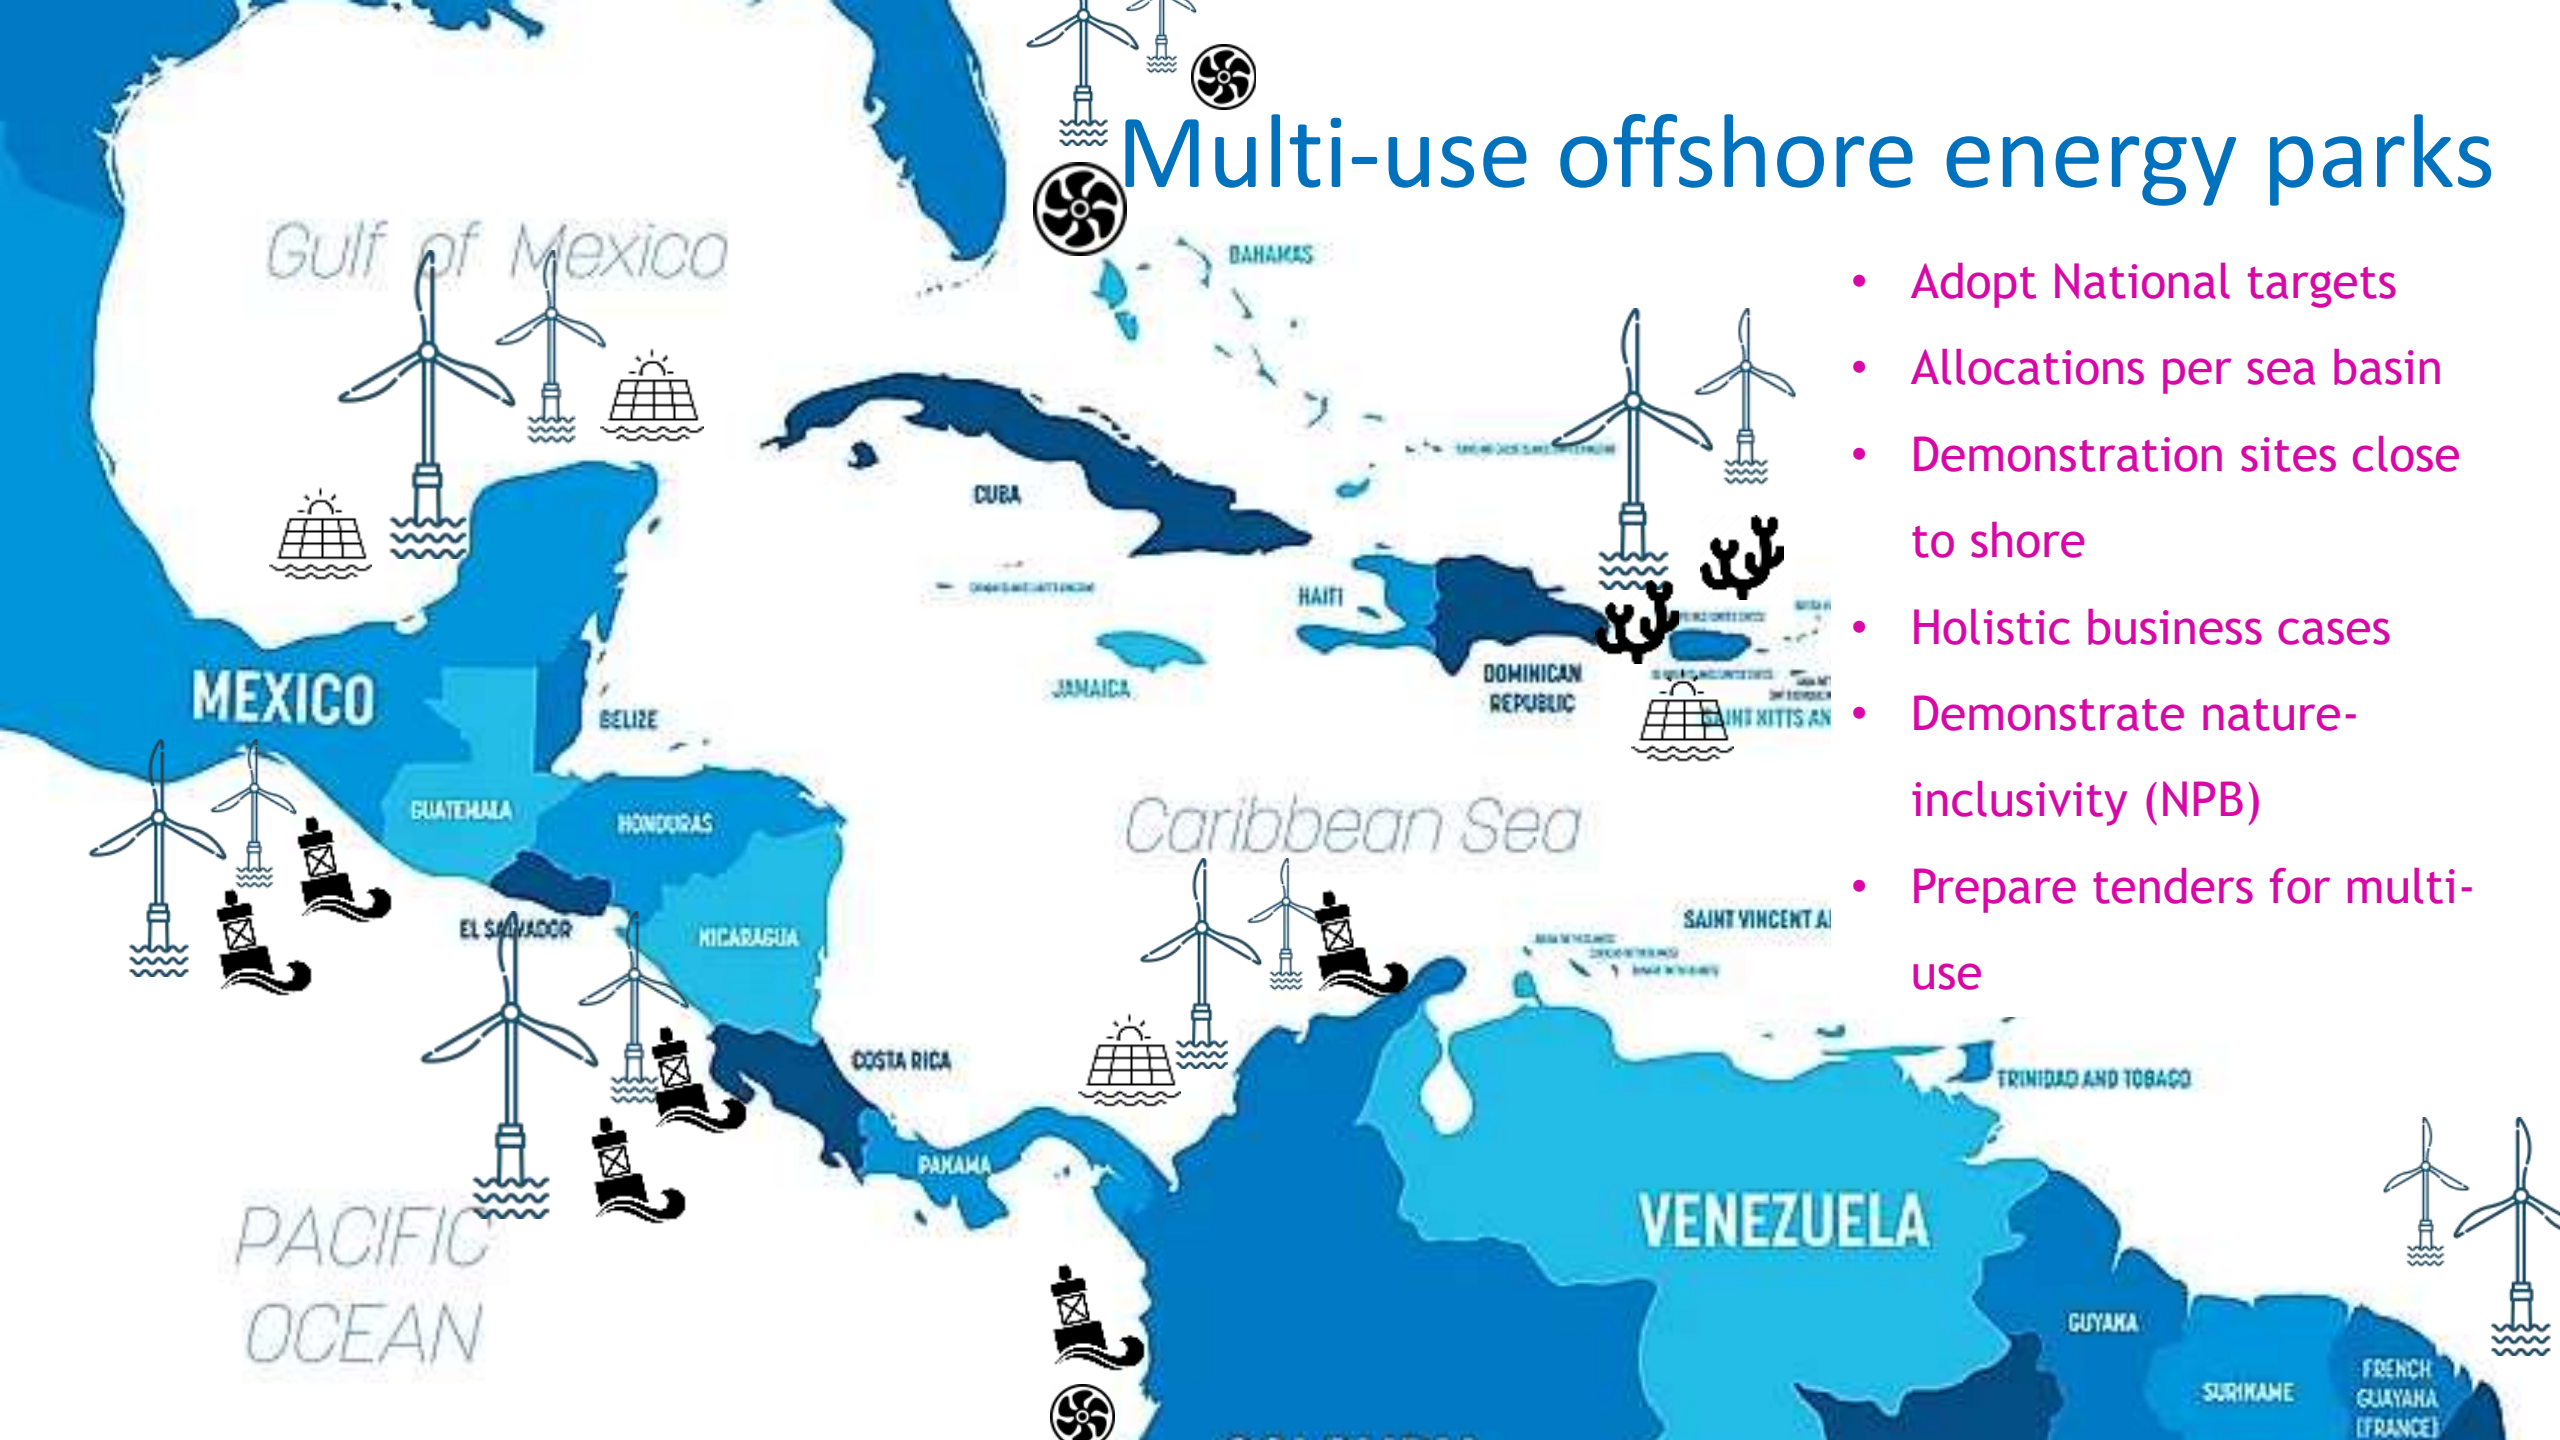 Multi-use offshore energy parks
Gulf of Mexico
BAHAMAS
• Adopt National targets
• Allocations per sea basin
• Demonstration sites close
to shore
• Holistic business cases
• Demonstrate nature-
inclusivity (NPB)
• Prepare tenders for multi-
use
CUBA
HAITI
DOMINICAN
REPUBLIC
JAMAICA
SAINT KITTS AN
MEXICO
BELIZE
GUATEMALA
HONDURAS
Caribbean Sea
EL SALVADOR
NICARAGUA
SAINT VINCENT A
COSTA RICA
TRINIDAD AND TOBAGO
PANAMA
VENEZUELA
PACIFIC
OCEAN
GUYANA
SURINAME
FRENCH
GUAYANA
(FRANCE)